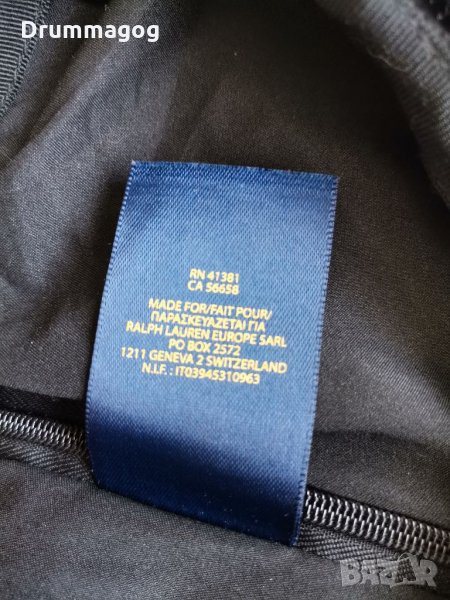 Drummagog
RN 41381
CA 56658
MADE FOR/FAIT POUR/
ΠΑΡΑΣΚΕΥΑΖΕΤΑΙ ΓΙΑ
RALPH LAUREN EUROPE SARL
PO BOX 2572
1211 GENEVA 2 SWITZERLAND
N.I.F. : IT03945310963
BAZAR